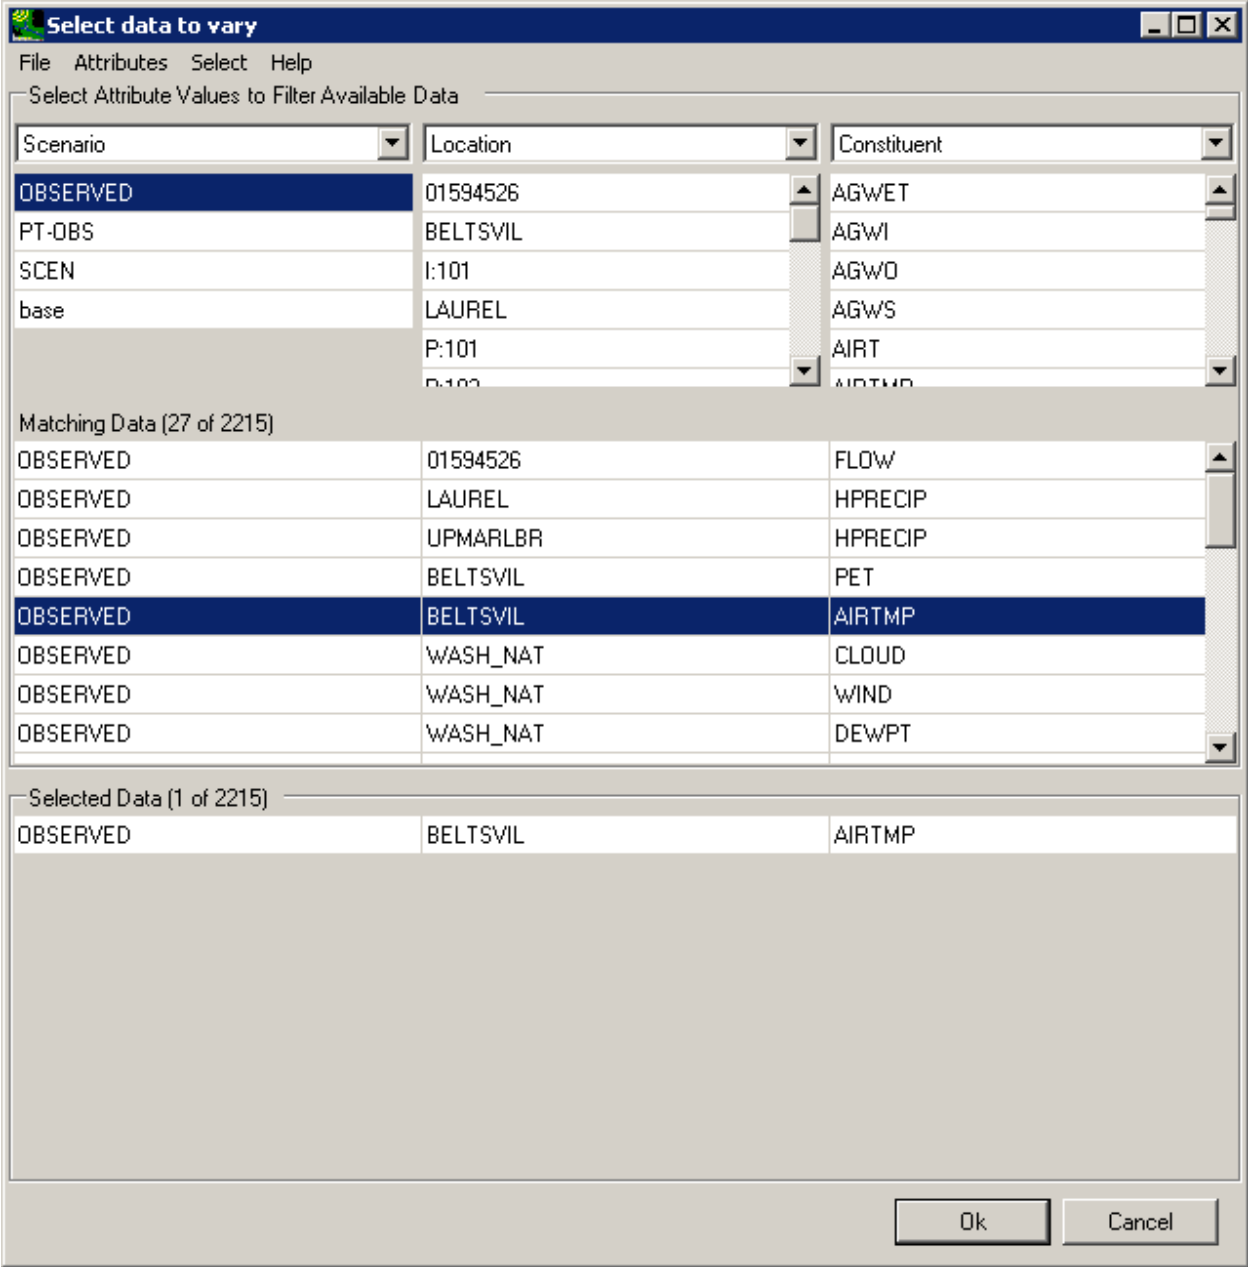 Select data to vary
File Attributes Select Help
Select Attribute Values to Filter Available Data
Scenario Location Constituent
OBSERVED 01594526 AGWET
PT-OBS BELTSVIL AGWI
SCEN I:101 AGWO
base LAUREL AGWS
P:101 AIRT
P:102 AIRTMP
Matching Data (27 of 2215)
OBSERVED 01594526 FLOW
OBSERVED LAUREL HPRECIP
OBSERVED UPMARLBR HPRECIP
OBSERVED BELTSVIL PET
OBSERVED BELTSVIL AIRTMP
OBSERVED WASH_NAT CLOUD
OBSERVED WASH_NAT WIND
OBSERVED WASH_NAT DEWPT
Selected Data (1 of 2215)
OBSERVED BELTSVIL AIRTMP
Ok Cancel